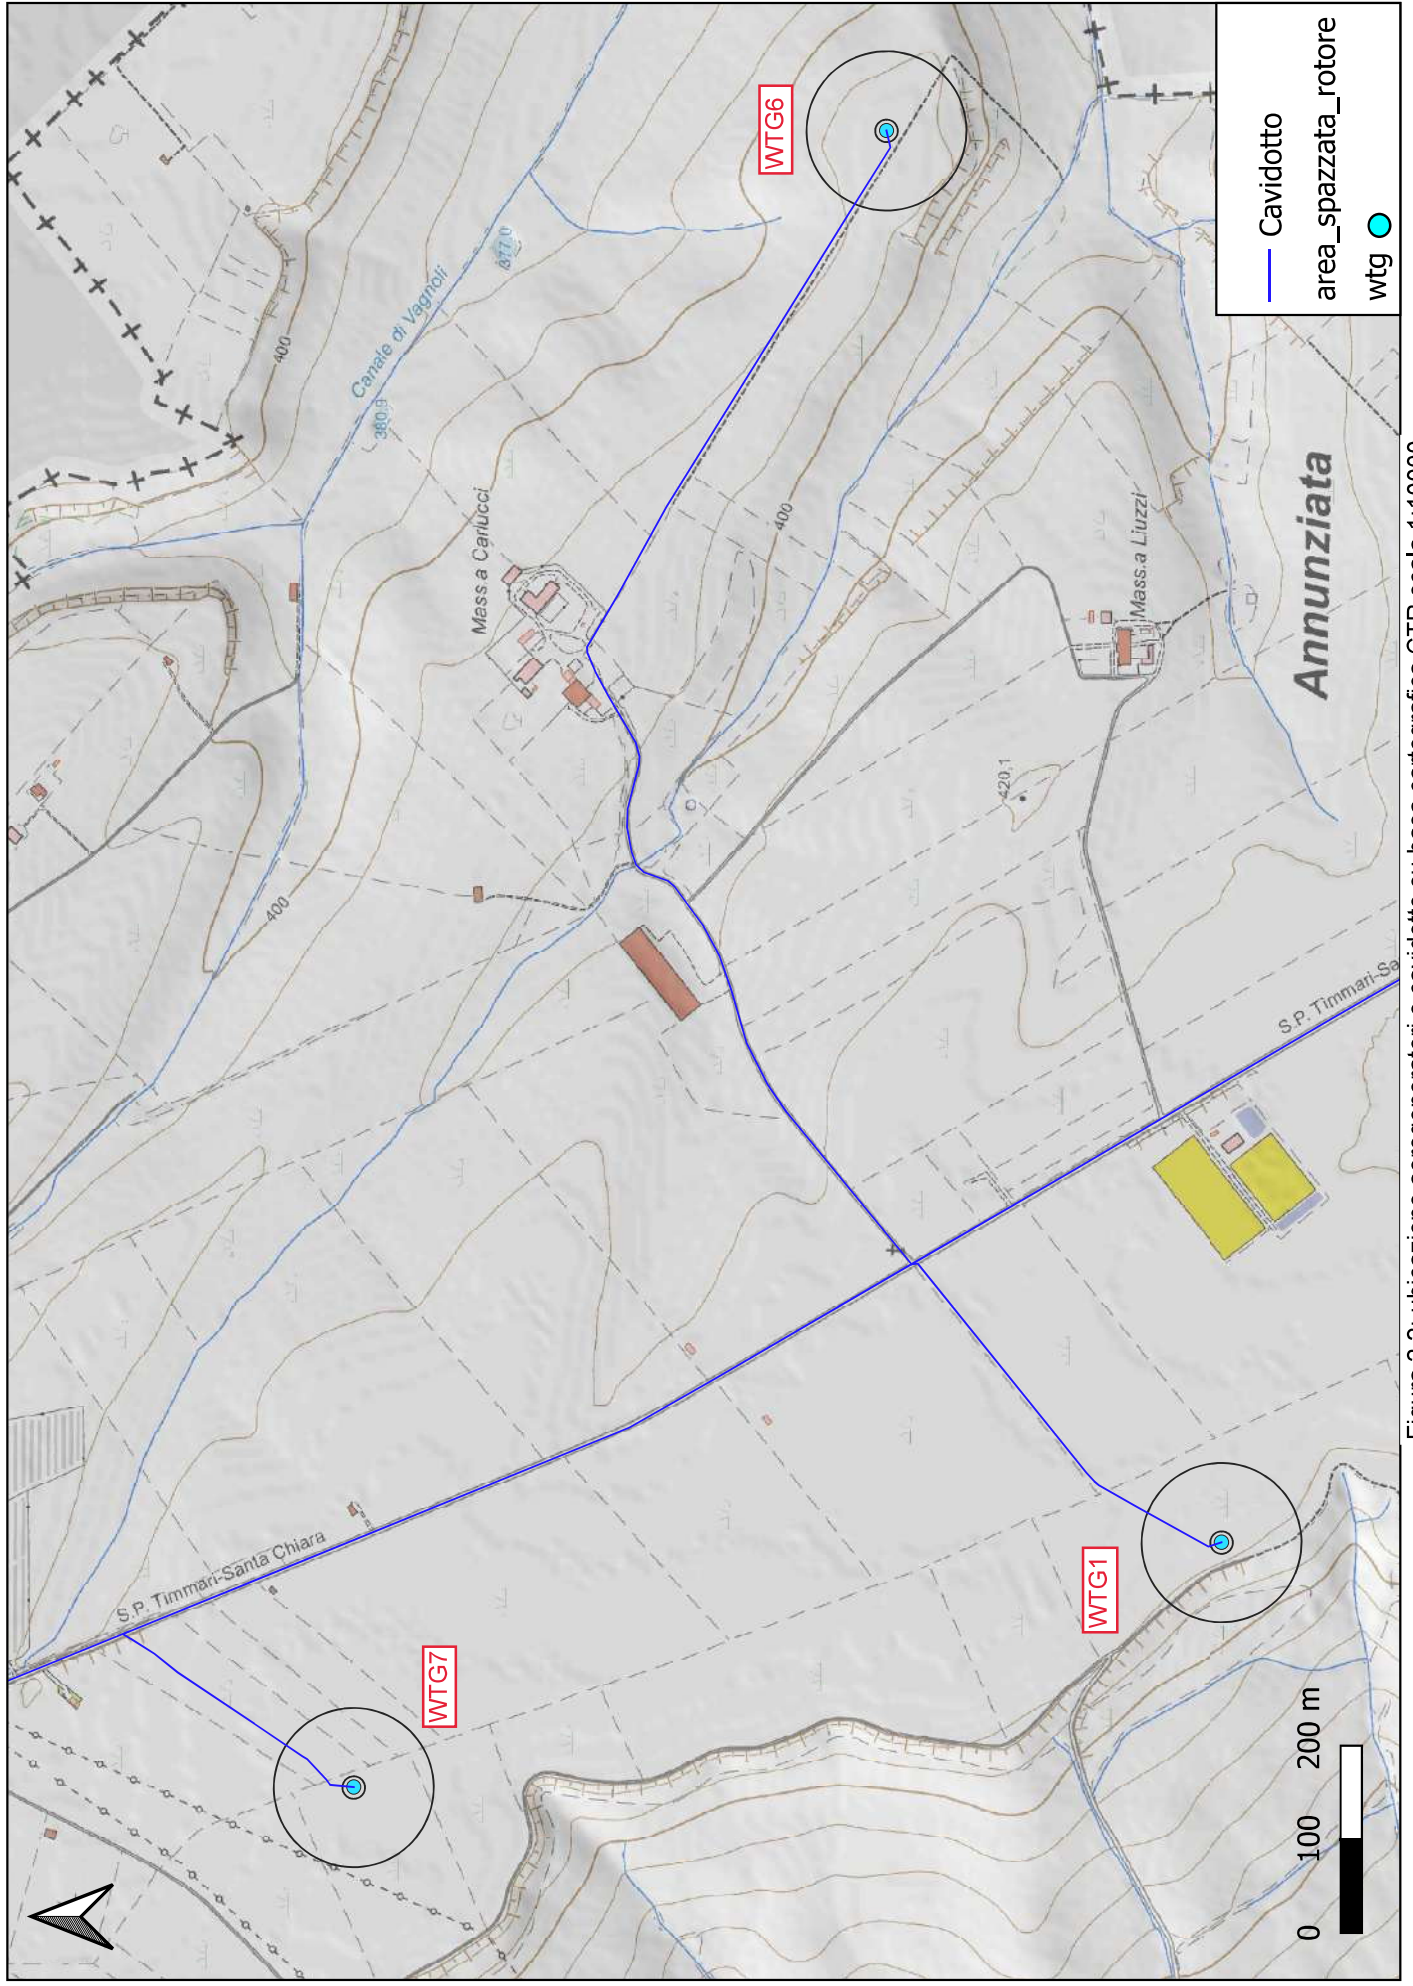 WTG6
Cavidotto
area_spazzata_rotore
wtg
400
Canale di Vagnoli
377.0
380.9
Mass.a Carlucci
400
Mass.a Liuzzi
Annunziata
420,1
400
S.P. Timmari-Sa
S.P. Timmari-Santa Chiara
WTG7
WTG1
0 100 200 m